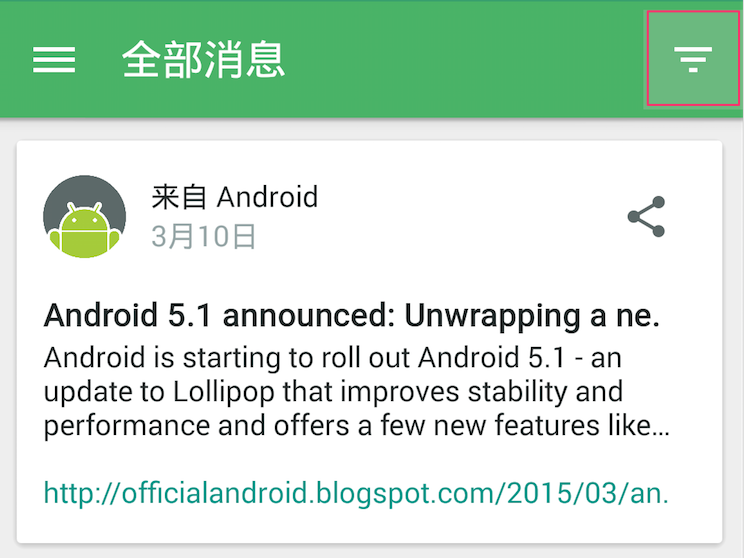 全部消息
来自 Android
3月10日
Android 5.1 announced: Unwrapping a ne.
Android is starting to roll out Android 5.1 - an
update to Lollipop that improves stability and
performance and offers a few new features like...
http://officialandroid.blogspot.com/2015/03/an.